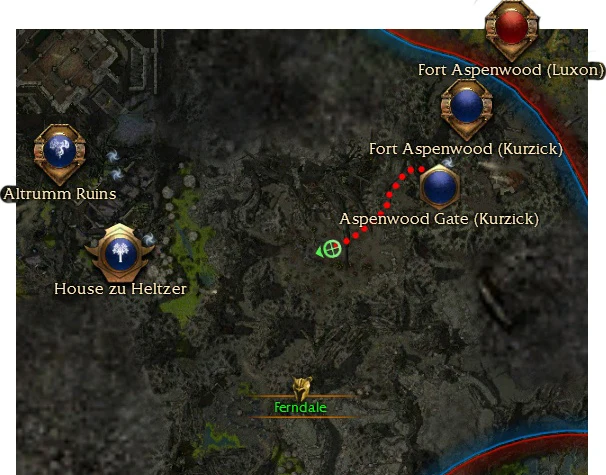 Fort Aspenwood (Luxon)
Fort Aspenwood (Kurzick)
Altrumm Ruins
Aspenwood Gate (Kurzick)
House zu Heltzer
Ferndale